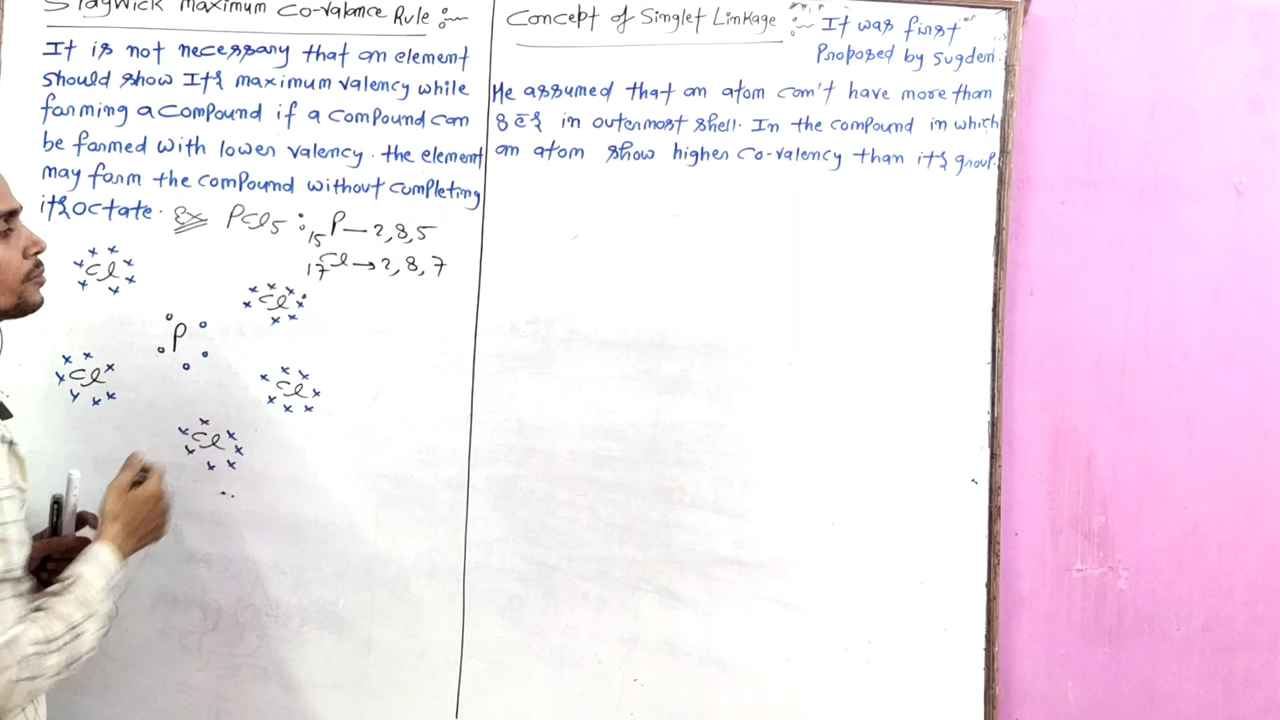 Sidgwick Maximum Co-valance Rule :~
It is not necessary that an element
should show It's maximum valency while
forming a compound if a compound can
be formed with lower valency. the element
may form the compound without completing
it's octate. Ex PCl5 : 15P — 2,8,5
17Cl → 2, 8, 7
Cl
Cl
P
Cl
Cl
Cl
Concept of Singlet Linkage :~ It was first
Proposed by Sugden.
He assumed that an atom can't have more than
8 e̅s in outermost shell. In the compound in which
an atom show higher co-valency than it's group.